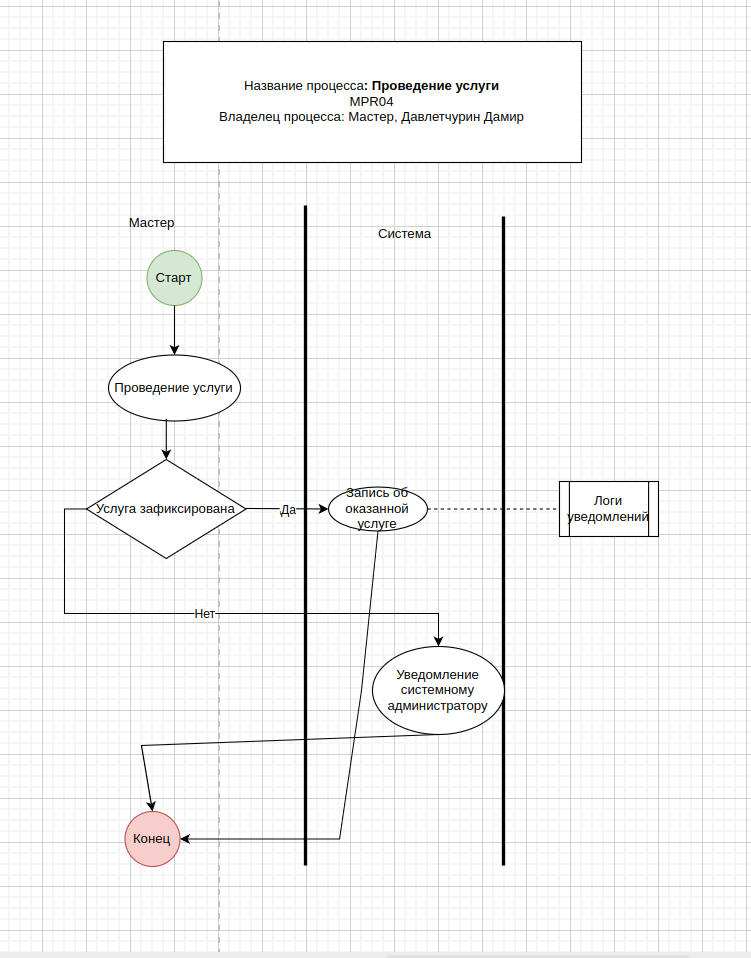 Название процесса: Проведение услуги
MPR04
Владелец процесса: Мастер, Давлетчурин Дамир
Мастер
Система
Старт
Проведение услуги
Услуга зафиксирована
Да
Запись об
оказанной
услуге
Логи
уведомлений
Нет
Уведомление
системному
администратору
Конец